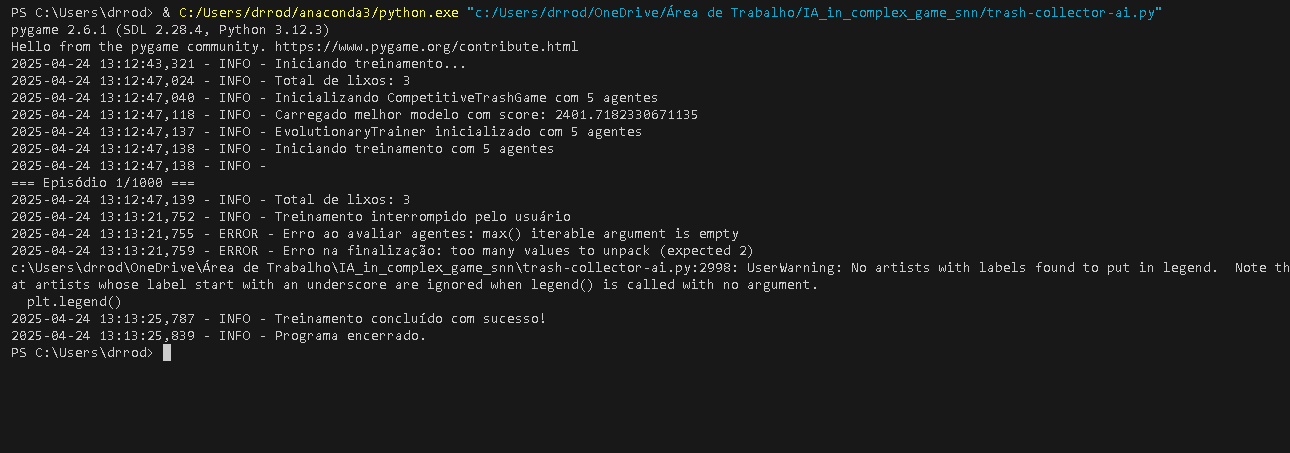 PS C:\Users\drrod> & C:/Users/drrod/anaconda3/python.exe "c:/Users/drrod/OneDrive/Área de Trabalho/IA_in_complex_game_snn/trash-collector-ai.py"
pygame 2.6.1 (SDL 2.28.4, Python 3.12.3)
Hello from the pygame community. https://www.pygame.org/contribute.html
2025-04-24 13:12:43,321 - INFO - Iniciando treinamento...
2025-04-24 13:12:47,024 - INFO - Total de lixos: 3
2025-04-24 13:12:47,040 - INFO - Inicializando CompetitiveTrashGame com 5 agentes
2025-04-24 13:12:47,118 - INFO - Carregado melhor modelo com score: 2401.7182330671135
2025-04-24 13:12:47,137 - INFO - EvolutionaryTrainer inicializado com 5 agentes
2025-04-24 13:12:47,138 - INFO - Iniciando treinamento com 5 agentes
2025-04-24 13:12:47,138 - INFO -
=== Episódio 1/1000 ===
2025-04-24 13:12:47,139 - INFO - Total de lixos: 3
2025-04-24 13:13:21,752 - INFO - Treinamento interrompido pelo usuário
2025-04-24 13:13:21,755 - ERROR - Erro ao avaliar agentes: max() iterable argument is empty
2025-04-24 13:13:21,759 - ERROR - Erro na finalização: too many values to unpack (expected 2)
c:\Users\drrod\OneDrive\Área de Trabalho\IA_in_complex_game_snn\trash-collector-ai.py:2998: UserWarning: No artists with labels found to put in legend.  Note th
at artists whose label start with an underscore are ignored when legend() is called with no argument.
  plt.legend()
2025-04-24 13:13:25,787 - INFO - Treinamento concluído com sucesso!
2025-04-24 13:13:25,839 - INFO - Programa encerrado.
PS C:\Users\drrod>